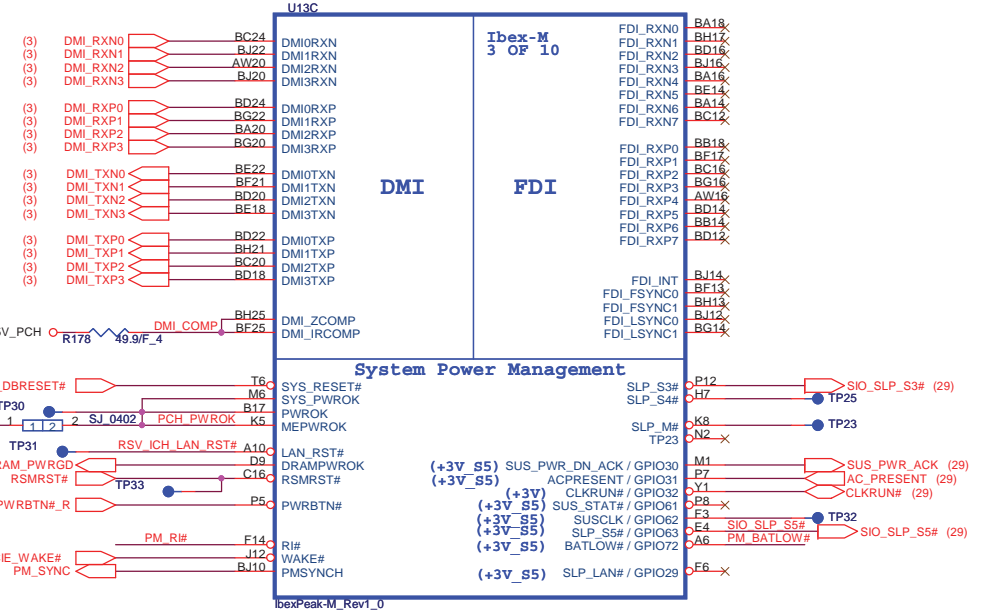 U13C
Ibex-M
3 OF 10
(3) DMI_RXN0 BC24 DMI0RXN
(3) DMI_RXN1 BJ22 DMI1RXN
(3) DMI_RXN2 AW20 DMI2RXN
(3) DMI_RXN3 BJ20 DMI3RXN
(3) DMI_RXP0 BD24 DMI0RXP
(3) DMI_RXP1 BG22 DMI1RXP
(3) DMI_RXP2 BA20 DMI2RXP
(3) DMI_RXP3 BG20 DMI3RXP
(3) DMI_TXN0 BE22 DMI0TXN
(3) DMI_TXN1 BF21 DMI1TXN
(3) DMI_TXN2 BD20 DMI2TXN
(3) DMI_TXN3 BE18 DMI3TXN
(3) DMI_TXP0 BD22 DMI0TXP
(3) DMI_TXP1 BH21 DMI1TXP
(3) DMI_TXP2 BC20 DMI2TXP
(3) DMI_TXP3 BD18 DMI3TXP
DMI FDI
FDI_RXN0 BA18
FDI_RXN1 BH17
FDI_RXN2 BD16
FDI_RXN3 BJ16
FDI_RXN4 BA16
FDI_RXN5 BE14
FDI_RXN6 BA14
FDI_RXN7 BC12
FDI_RXP0 BB18
FDI_RXP1 BF17
FDI_RXP2 BC16
FDI_RXP3 BG16
FDI_RXP4 AW16
FDI_RXP5 BD14
FDI_RXP6 BB14
FDI_RXP7 BD12
FDI_INT BJ14
FDI_FSYNC0 BF13
FDI_FSYNC1 BH13
FDI_LSYNC0 BJ12
FDI_LSYNC1 BG14
BH25 DMI_ZCOMP
V_PCH R178 49.9/F_4 DMI_COMP BF25 DMI_IRCOMP
System Power Management
_DBRESET# T6 SYS_RESET#
M6 SYS_PWROK
TP30 B17 PWROK
1 1 2 2 SJ_0402 PCH_PWROK K5 MEPWROK
TP31 RSV_ICH_LAN_RST# A10 LAN_RST#
RAM_PWRGD D9 DRAMPWROK
RSMRST# C16 RSMRST#
TP33
PWRBTN#_R P5 PWRBTN#
PM_RI# F14 RI#
IE_WAKE# J12 WAKE#
PM_SYNC BJ10 PMSYNCH
SLP_S3# P12 SIO_SLP_S3# (29)
SLP_S4# H7 TP25
SLP_M# K8 TP23
TP23 N2
(+3V_S5) SUS_PWR_DN_ACK / GPIO30 M1 SUS_PWR_ACK (29)
(+3V_S5) ACPRESENT / GPIO31 P7 AC_PRESENT (29)
(+3V) CLKRUN# / GPIO32 Y1 CLKRUN# (29)
(+3V_S5) SUS_STAT# / GPIO61 P8
(+3V_S5) SUSCLK / GPIO62 F3 TP32
(+3V_S5) SLP_S5# / GPIO63 E4 SIO_SLP_S5# SIO_SLP_S5# (29)
(+3V_S5) BATLOW# / GPIO72 A6 PM_BATLOW#
(+3V_S5) SLP_LAN# / GPIO29 F6
IbexPeak-M_Rev1_0